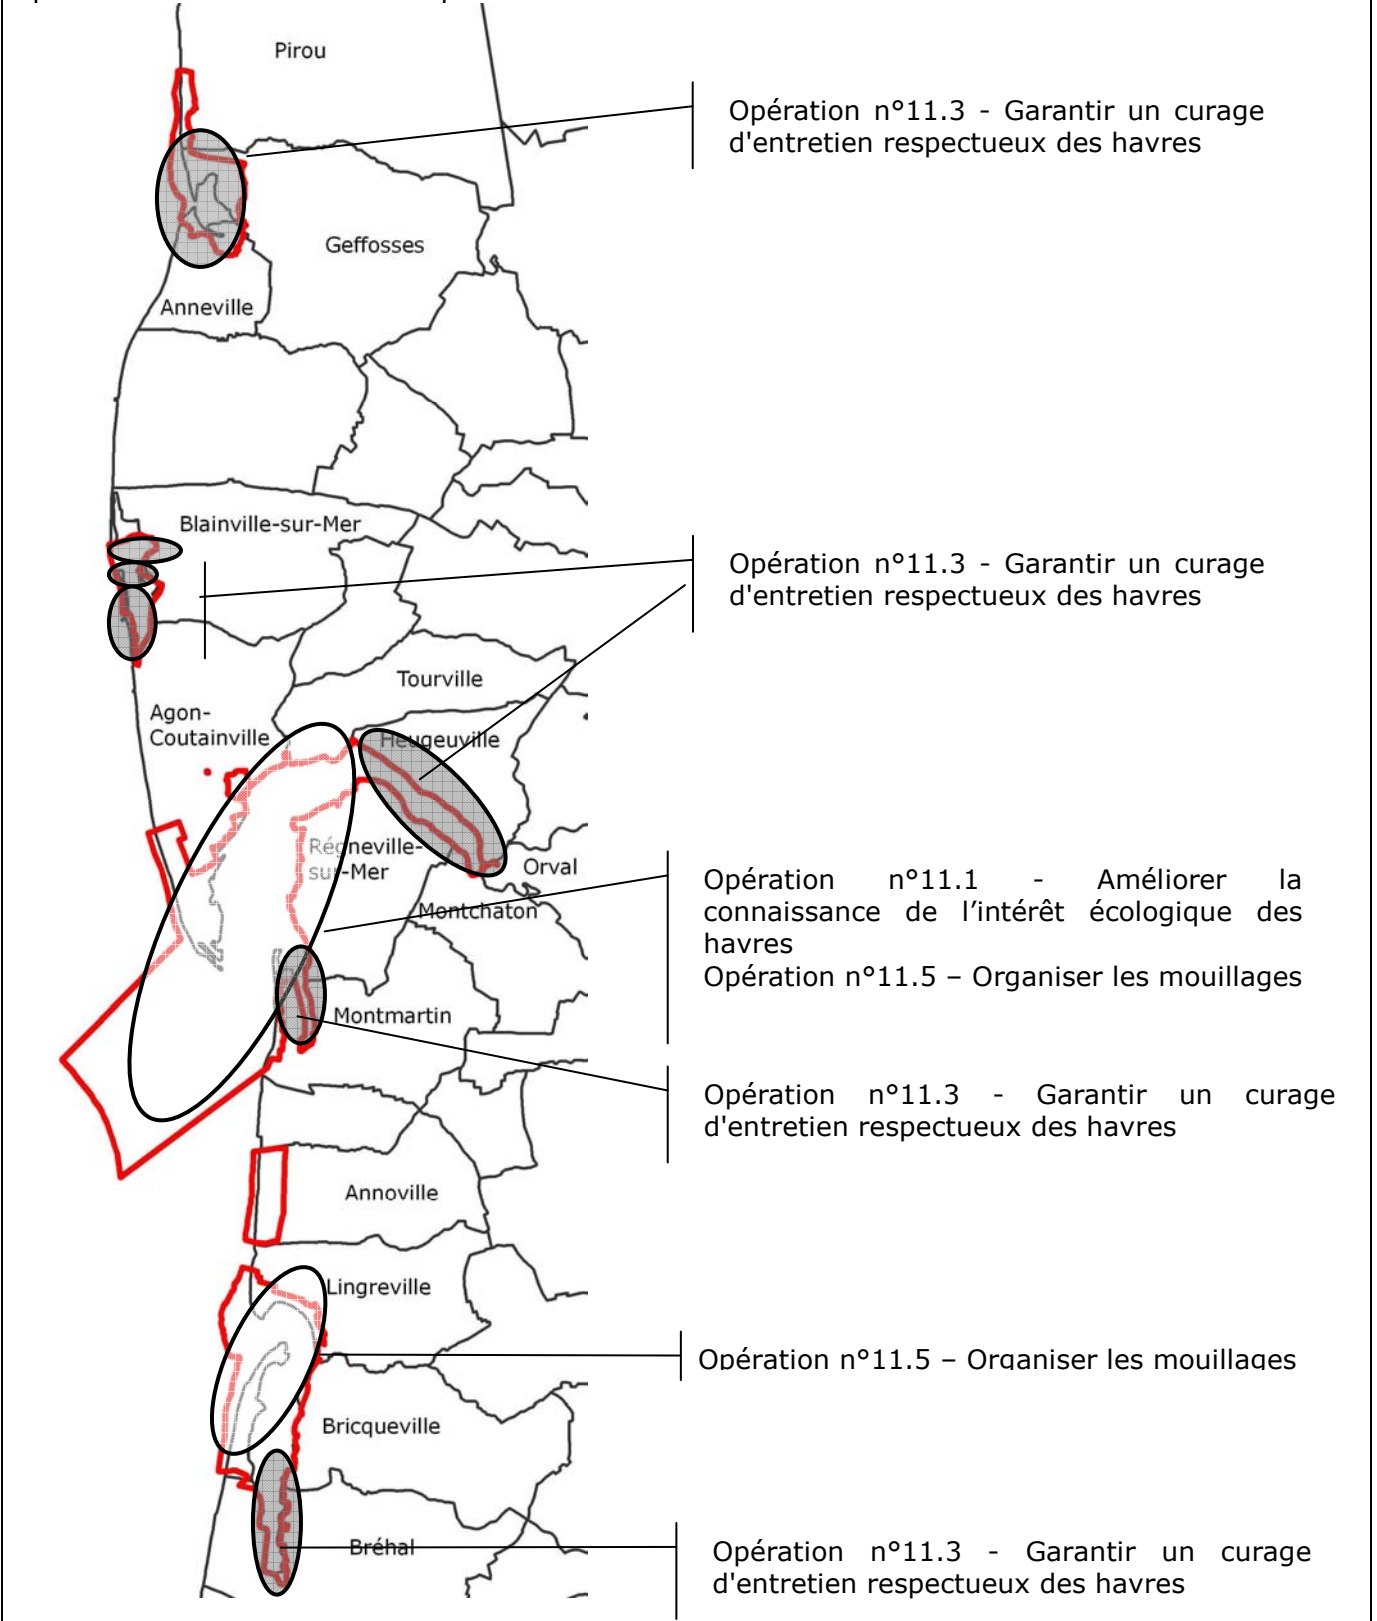 Pirou
Opération n°11.3 - Garantir un curage
d'entretien respectueux des havres
Geffosses
Anneville
Blainville-sur-Mer
Opération n°11.3 - Garantir un curage
d'entretien respectueux des havres
Tourville
Agon-
Coutainville
Heugeuville
Régneville-
sur-Mer
Orval
Montchaton
Opération n°11.1 - Améliorer la
connaissance de l'intérêt écologique des
havres
Opération n°11.5 – Organiser les mouillages
Montmartin
Opération n°11.3 - Garantir un curage
d'entretien respectueux des havres
Annoville
Lingreville
Opération n°11.5 – Organiser les mouillages
Bricqueville
Bréhal
Opération n°11.3 - Garantir un curage
d'entretien respectueux des havres